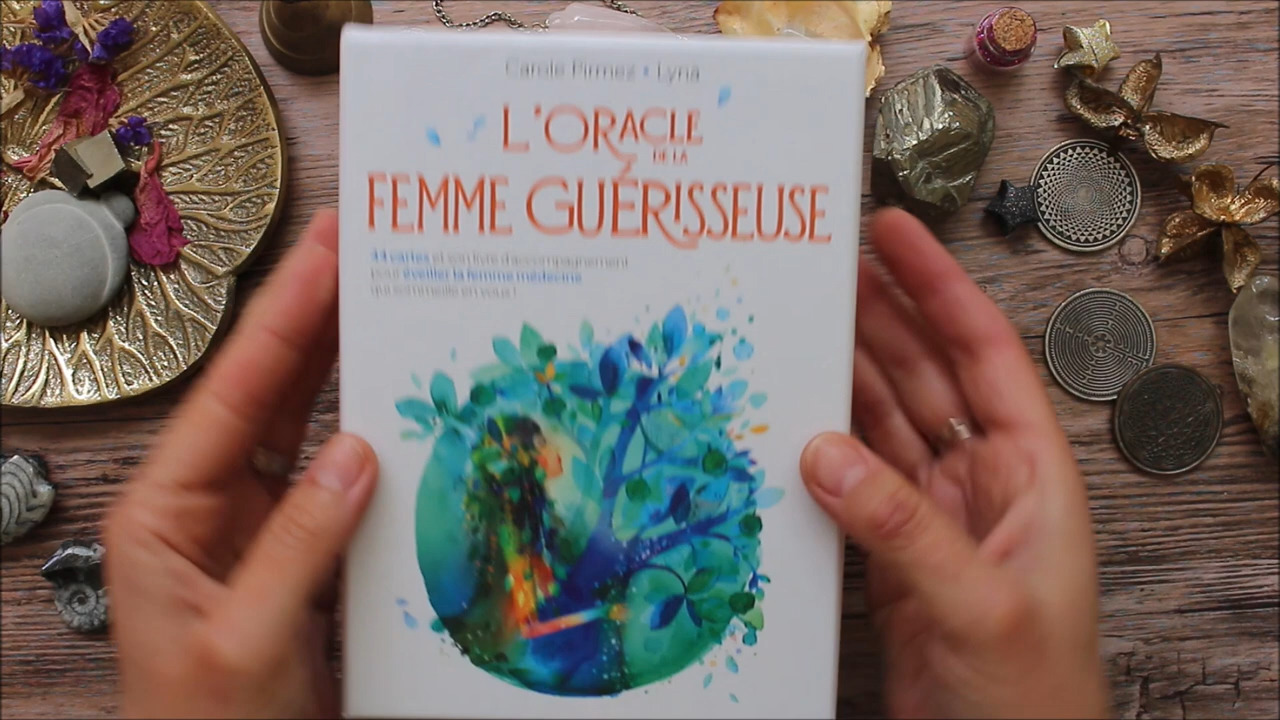 Carole Pirmez • Lyna
L'ORACLE
DE LA
FEMME GUÉRISSEUSE
44 cartes et son livre d'accompagnement
pour éveiller la femme médecine
qui sommeille en vous !